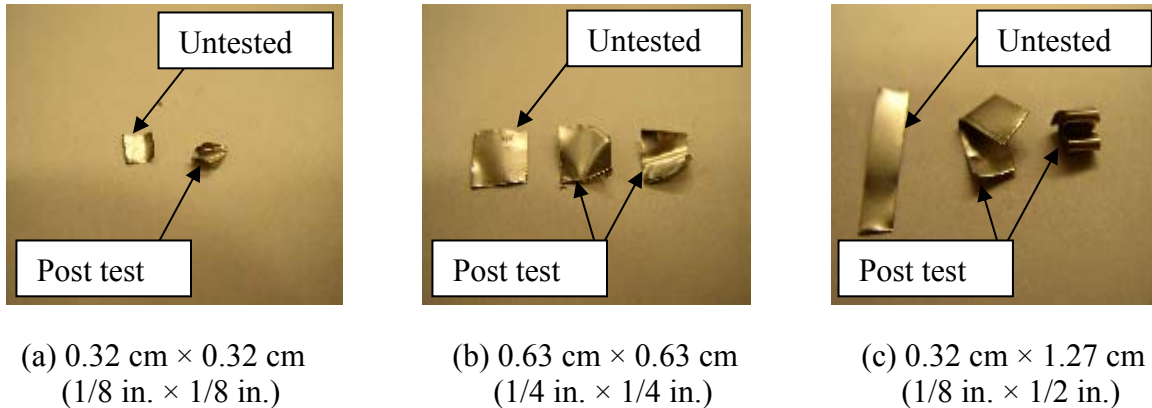 Untested
Post test
(a) 0.32 cm × 0.32 cm
(1/8 in. × 1/8 in.)
Untested
Post test
(b) 0.63 cm × 0.63 cm
(1/4 in. × 1/4 in.)
Untested
Post test
(c) 0.32 cm × 1.27 cm
(1/8 in. × 1/2 in.)